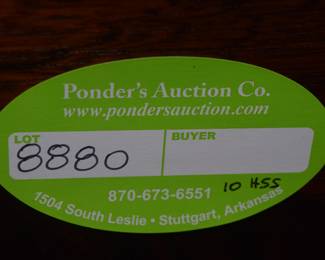 Ponder's Auction Co.
www.pondersauction.com
LOT
BUYER
8880
870-673-6551
10 HSS
1504 South Leslie • Stuttgart, Arkansas